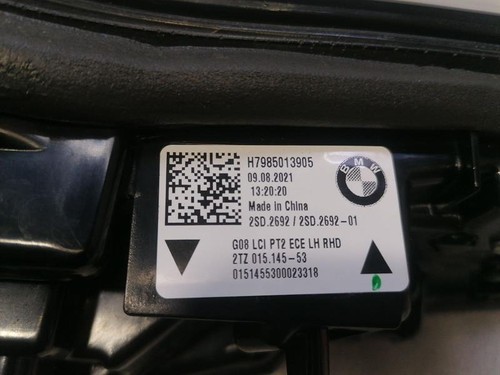 H7985013905
09.08.2021
13:20:20
Made in China
2SD.2692 / 2SD.2692-01
BMW
G08 LCI PT2 ECE LH RHD
2TZ 015.145-53
0151455300023318